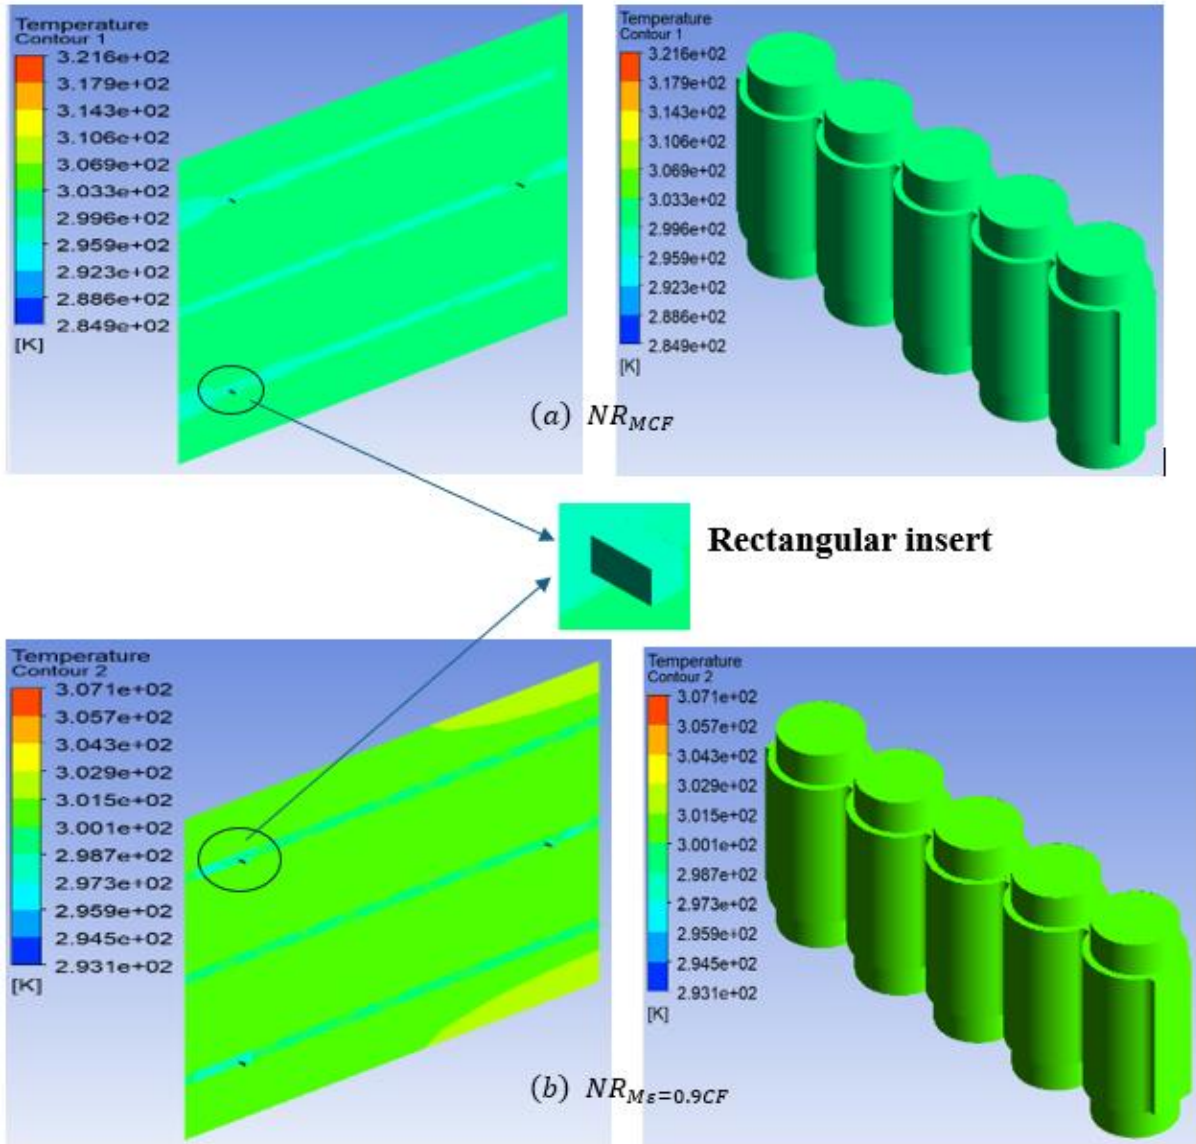 Temperature
Contour 1
3.216e+02
3.179e+02
3.143e+02
3.106e+02
3.069e+02
3.033e+02
2.996e+02
2.959e+02
2.923e+02
2.886e+02
2.849e+02
[K]
Temperature
Contour 1
3.216e+02
3.179e+02
3.143e+02
3.106e+02
3.069e+02
3.033e+02
2.996e+02
2.959e+02
2.923e+02
2.886e+02
2.849e+02
[K]
(a) NR_MCF
Rectangular insert
Temperature
Contour 2
3.071e+02
3.057e+02
3.043e+02
3.029e+02
3.015e+02
3.001e+02
2.987e+02
2.973e+02
2.959e+02
2.945e+02
2.931e+02
[K]
Temperature
Contour 2
3.071e+02
3.057e+02
3.043e+02
3.029e+02
3.015e+02
3.001e+02
2.987e+02
2.973e+02
2.959e+02
2.945e+02
2.931e+02
[K]
(b) NR_Mε=0.9CF